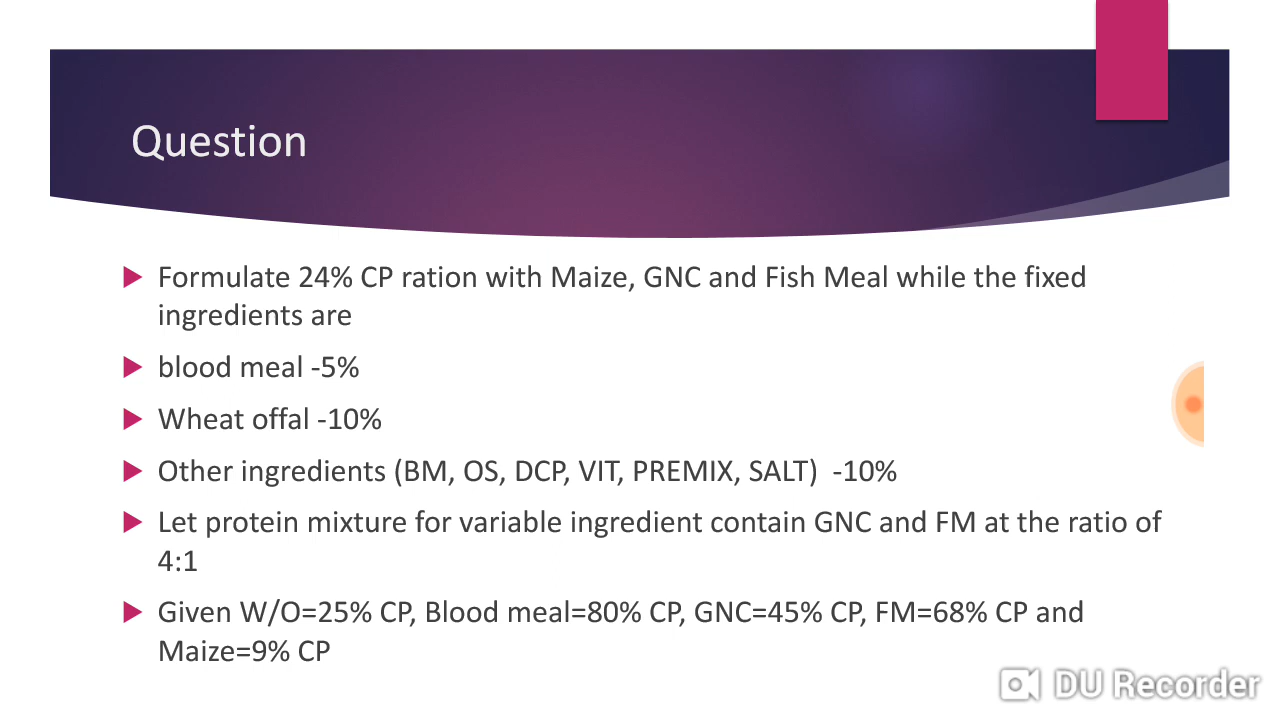 Question
Formulate 24% CP ration with Maize, GNC and Fish Meal while the fixed
ingredients are
blood meal -5%
Wheat offal -10%
Other ingredients (BM, OS, DCP, VIT, PREMIX, SALT)  -10%
Let protein mixture for variable ingredient contain GNC and FM at the ratio of
4:1
Given W/O=25% CP, Blood meal=80% CP, GNC=45% CP, FM=68% CP and
Maize=9% CP
DU Recorder